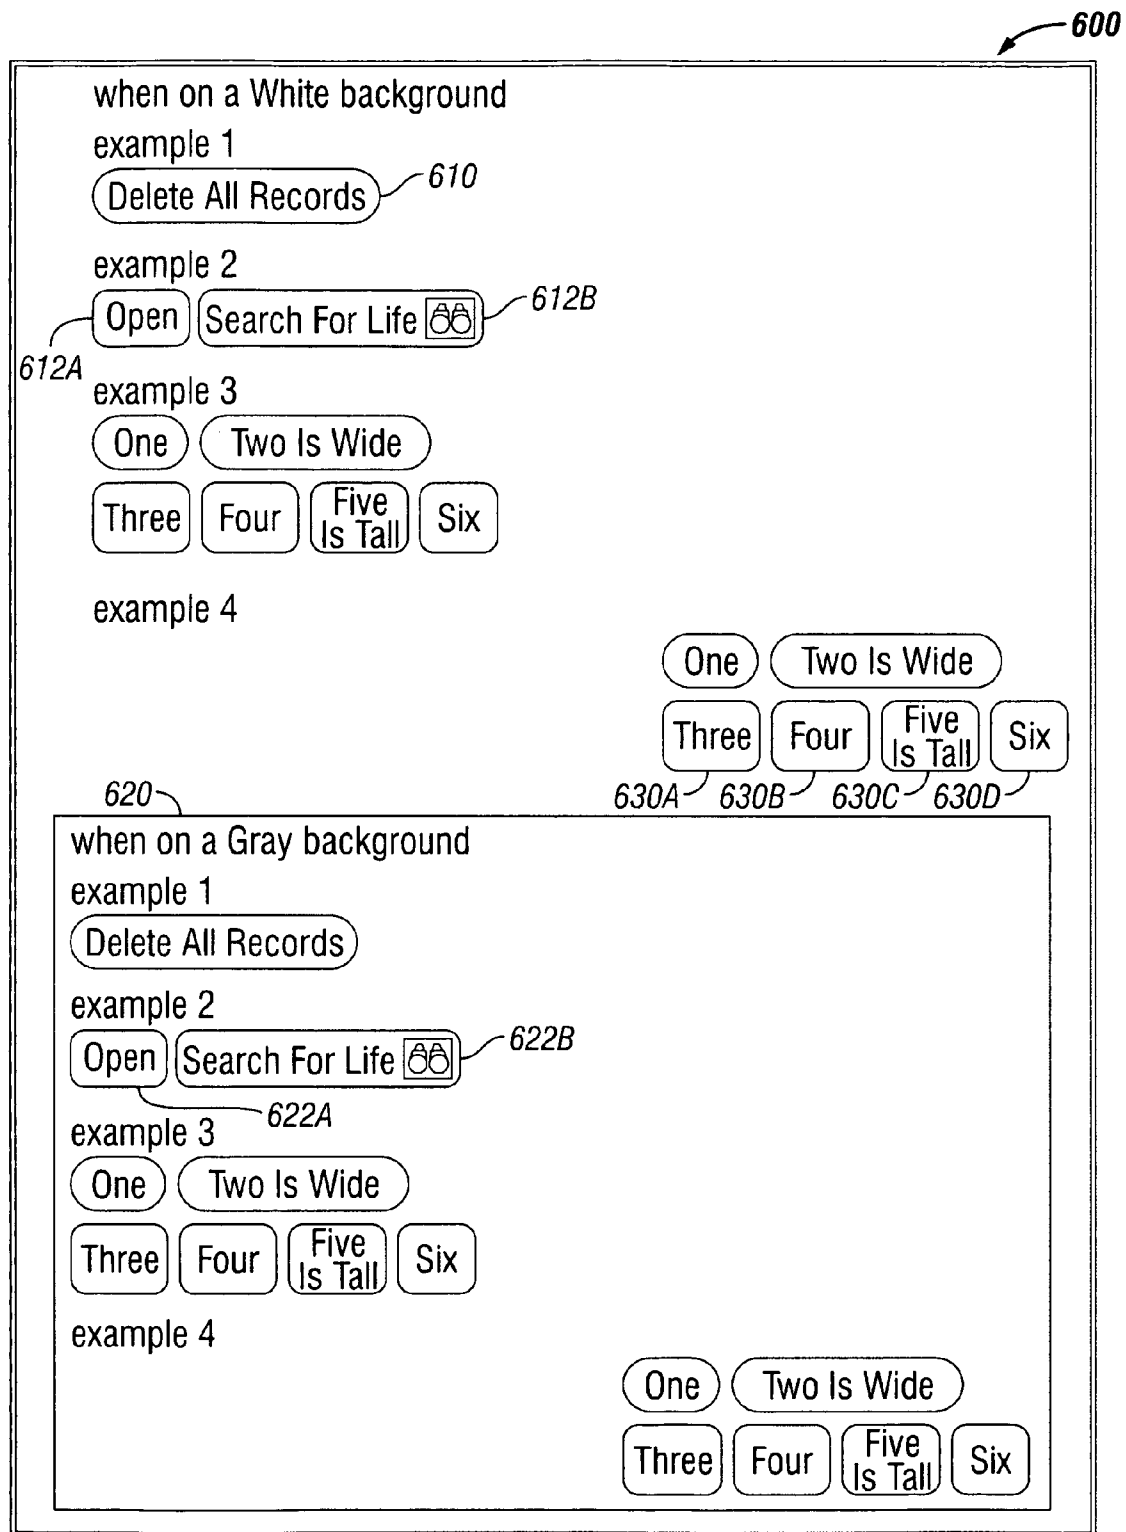 600
when on a White background
example 1
Delete All Records 610
example 2
Open Search For Life 612B
612A
example 3
One Two Is Wide
Three Four Five Is Tall Six
example 4
One Two Is Wide
Three Four Five Is Tall Six
620 630A 630B 630C 630D
when on a Gray background
example 1
Delete All Records
example 2
Open Search For Life 622B
622A
example 3
One Two Is Wide
Three Four Five Is Tall Six
example 4
One Two Is Wide
Three Four Five Is Tall Six